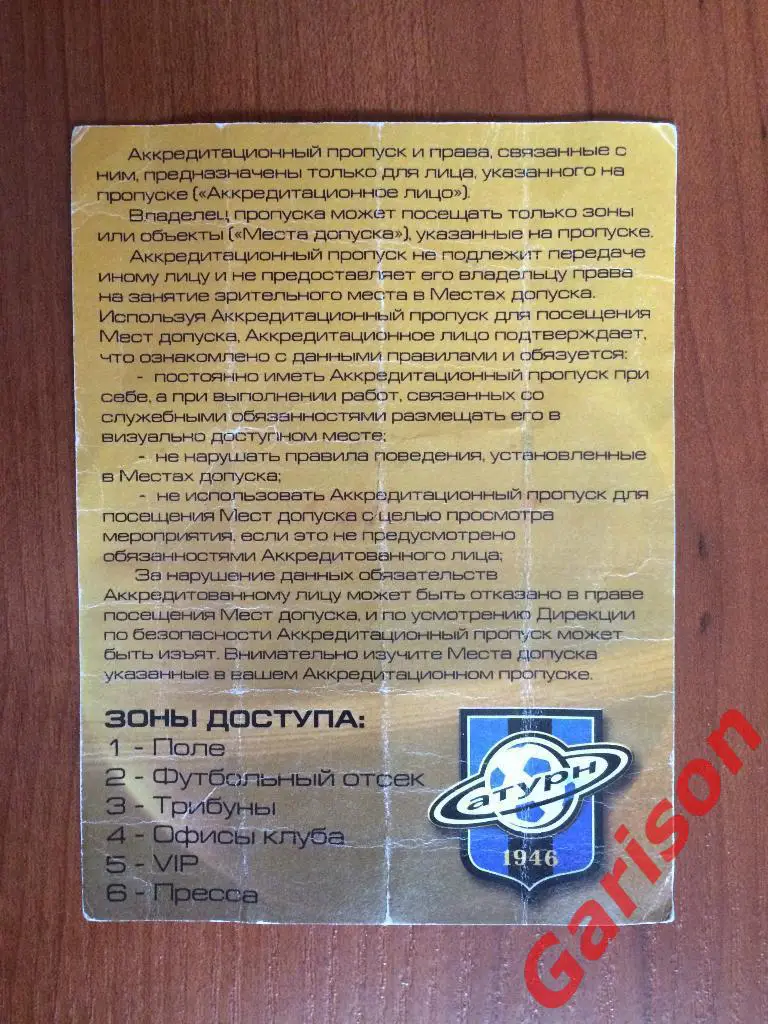 Аккредитационный пропуск и права, связанные с
ним, предназначены только для лица, указанного на
пропуске («Аккредитационное лицо»).
Владелец пропуска может посещать только зоны
или объекты («Места допуска»), указанные на пропуске.
Аккредитационный пропуск не подлежит передаче
иному лицу и не предоставляет его владельцу права
на занятие зрительного места в Местах допуска.
Используя Аккредитационный пропуск для посещения
Мест допуска, Аккредитационное лицо подтверждает,
что ознакомлено с данными правилами и обязуется:
- постоянно иметь Аккредитационный пропуск при
себе, а при выполнении работ, связанных со
служебными обязанностями размещать его в
визуально доступном месте;
- не нарушать правила поведения, установленные
в Местах допуска;
- не использовать Аккредитационный пропуск для
посещения Мест допуска с целью просмотра
мероприятия, если это не предусмотрено
обязанностями Аккредитованного лица;
За нарушение данных обязательств
Аккредитованному лицу может быть отказано в праве
посещения Мест допуска, и по усмотрению Дирекции
по безопасности Аккредитационный пропуск может
быть изъят. Внимательно изучите Места допуска
указанные в вашем Аккредитационном пропуске.
ЗОНЫ ДОСТУПА:
1 - Поле
2 - Футбольный отсек
3 - Трибуны
4 - Офисы клуба
5 - VIP
6 - Пресса
Сатурн
1946
Garison